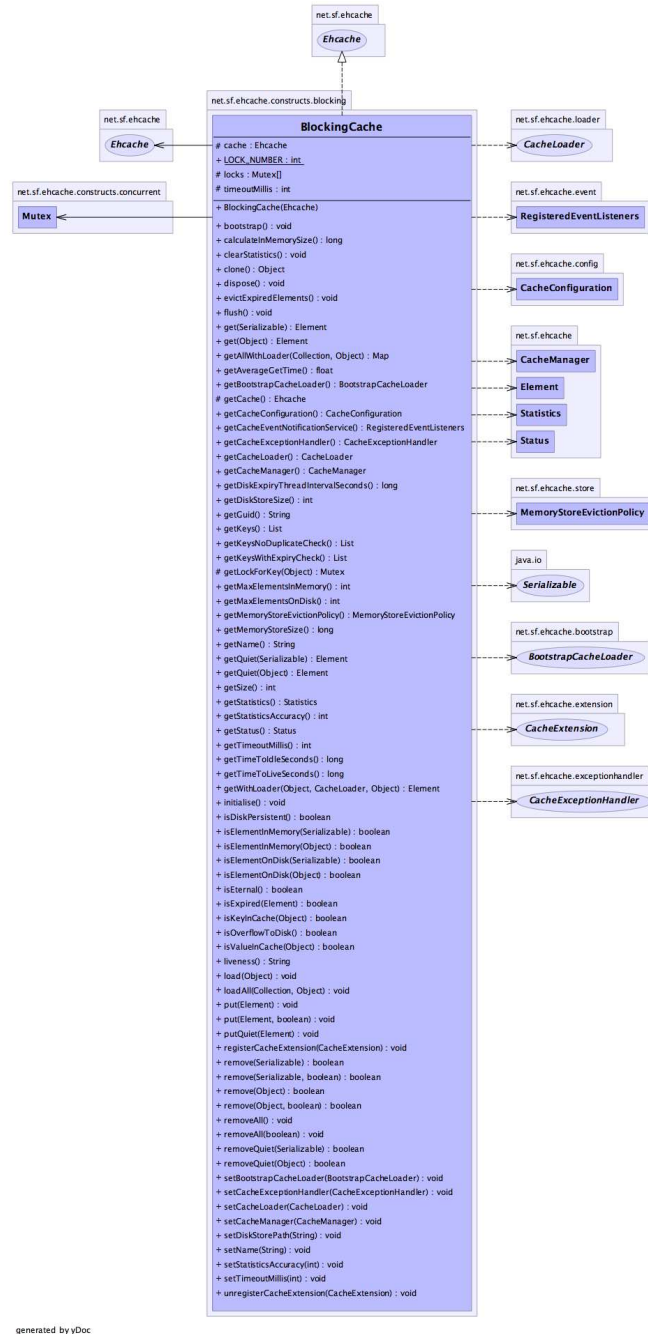 net.sf.ehcache
Ehcache
net.sf.ehcache.constructs.blocking
BlockingCache
net.sf.ehcache
Ehcache
net.sf.ehcache.constructs.concurrent
Mutex
# cache : Ehcache
+ LOCK_NUMBER : int
# locks : Mutex[]
# timeoutMillis : int
+ BlockingCache(Ehcache)
+ bootstrap() : void
+ calculateInMemorySize() : long
+ clearStatistics() : void
+ clone() : Object
+ dispose() : void
+ evictExpiredElements() : void
+ flush() : void
+ get(Serializable) : Element
+ get(Object) : Element
+ getAllWithLoader(Collection, Object) : Map
+ getAverageGetTime() : float
+ getBootstrapCacheLoader() : BootstrapCacheLoader
# getCache() : Ehcache
+ getCacheConfiguration() : CacheConfiguration
+ getCacheEventNotificationService() : RegisteredEventListeners
+ getCacheExceptionHandler() : CacheExceptionHandler
+ getCacheLoader() : CacheLoader
+ getCacheManager() : CacheManager
+ getDiskExpiryThreadIntervalSeconds() : long
+ getDiskStoreSize() : int
+ getGuid() : String
+ getKeys() : List
+ getKeysNoDuplicateCheck() : List
+ getKeysWithExpiryCheck() : List
# getLockForKey(Object) : Mutex
+ getMaxElementsInMemory() : int
+ getMaxElementsOnDisk() : int
+ getMemoryStoreEvictionPolicy() : MemoryStoreEvictionPolicy
+ getMemoryStoreSize() : long
+ getName() : String
+ getQuiet(Serializable) : Element
+ getQuiet(Object) : Element
+ getSize() : int
+ getStatistics() : Statistics
+ getStatisticsAccuracy() : int
+ getStatus() : Status
+ getTimeoutMillis() : int
+ getTimeToIdleSeconds() : long
+ getTimeToLiveSeconds() : long
+ getWithLoader(Object, CacheLoader, Object) : Element
+ initialise() : void
+ isDiskPersistent() : boolean
+ isElementInMemory(Serializable) : boolean
+ isElementInMemory(Object) : boolean
+ isElementOnDisk(Serializable) : boolean
+ isElementOnDisk(Object) : boolean
+ isEternal() : boolean
+ isExpired(Element) : boolean
+ isKeyInCache(Object) : boolean
+ isOverflowToDisk() : boolean
+ isValueInCache(Object) : boolean
+ liveness() : String
+ load(Object) : void
+ loadAll(Collection, Object) : void
+ put(Element) : void
+ put(Element, boolean) : void
+ putQuiet(Element) : void
+ registerCacheExtension(CacheExtension) : void
+ remove(Serializable) : boolean
+ remove(Serializable, boolean) : boolean
+ remove(Object) : boolean
+ remove(Object, boolean) : boolean
+ removeAll() : void
+ removeAll(boolean) : void
+ removeQuiet(Serializable) : boolean
+ removeQuiet(Object) : boolean
+ setBootstrapCacheLoader(BootstrapCacheLoader) : void
+ setCacheExceptionHandler(CacheExceptionHandler) : void
+ setCacheLoader(CacheLoader) : void
+ setCacheManager(CacheManager) : void
+ setDiskStorePath(String) : void
+ setName(String) : void
+ setStatisticsAccuracy(int) : void
+ setTimeoutMillis(int) : void
+ unregisterCacheExtension(CacheExtension) : void
net.sf.ehcache.loader
CacheLoader
net.sf.ehcache.event
RegisteredEventListeners
net.sf.ehcache.config
CacheConfiguration
net.sf.ehcache
CacheManager
Element
Statistics
Status
net.sf.ehcache.store
MemoryStoreEvictionPolicy
java.io
Serializable
net.sf.ehcache.bootstrap
BootstrapCacheLoader
net.sf.ehcache.extension
CacheExtension
net.sf.ehcache.exceptionhandler
CacheExceptionHandler
generated by yDoc